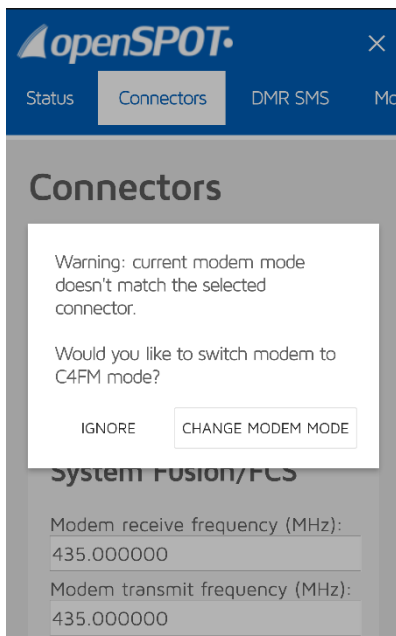 openSPOT
Status Connectors DMR SMS Mo
Connectors
Warning: current modem mode
doesn't match the selected
connector.
Would you like to switch modem to
C4FM mode?
IGNORE CHANGE MODEM MODE
System Fusion/FCS
Modem receive frequency (MHz):
435.000000
Modem transmit frequency (MHz):
435.000000